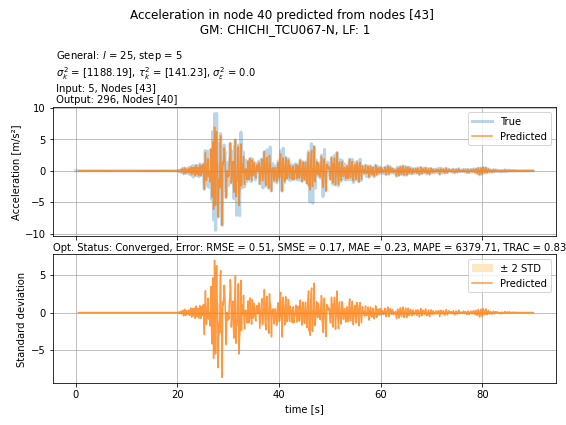 Acceleration in node 40 predicted from nodes [43]
GM: CHICHI_TCU067-N, LF: 1
General: l = 25, step = 5
σ²ₖ = [1188.19], τ²ₖ = [141.23], σ²ₑ = 0.0
Input: 5, Nodes [43]
Output: 296, Nodes [40]
10
5
0
−5
−10
Acceleration [m/s²]
True
Predicted
Opt. Status: Converged, Error: RMSE = 0.51, SMSE = 0.17, MAE = 0.23, MAPE = 6379.71, TRAC = 0.83
5
0
−5
Standard deviation
± 2 STD
Predicted
0 20 40 60 80
time [s]